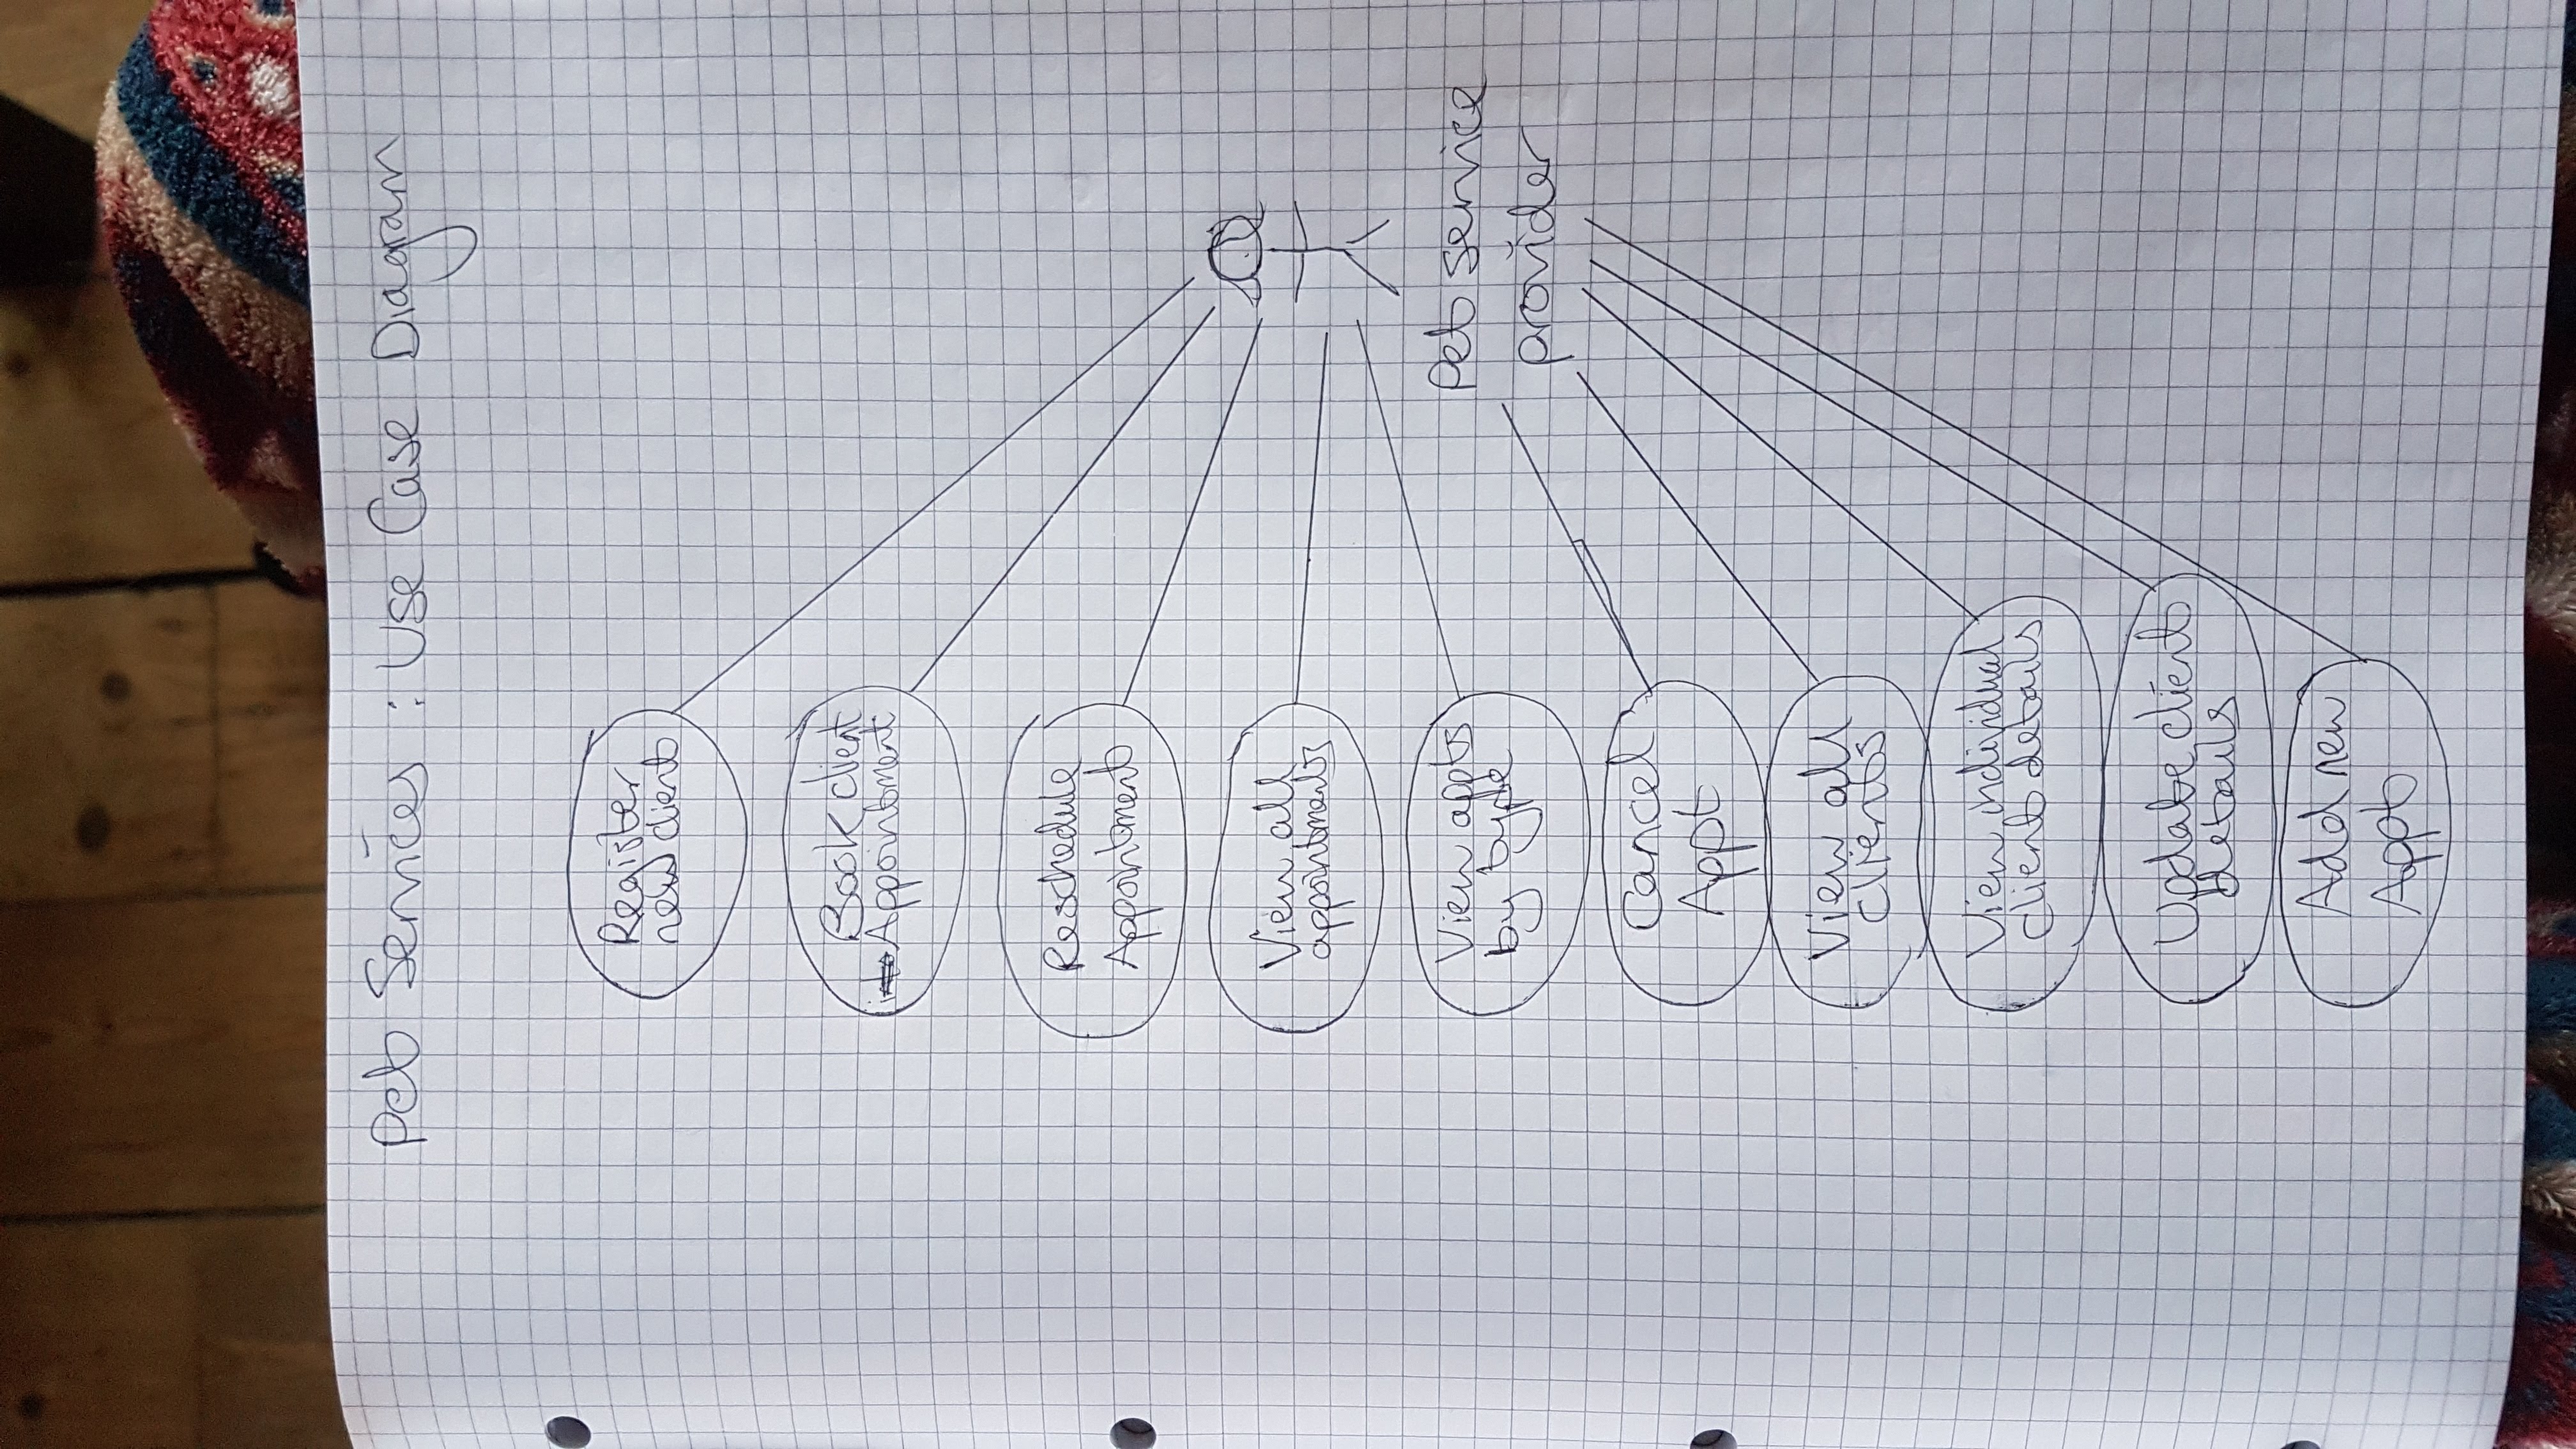 Pet Services : Use Case Diagram
Register
new client
Book client
Appointment
Reschedule
Appointment
View all
appointments
View appts
by type
Pet service
provider
Cancel
Appt
View all
clients
View individual
client details
Update client
details
Add new
Appt